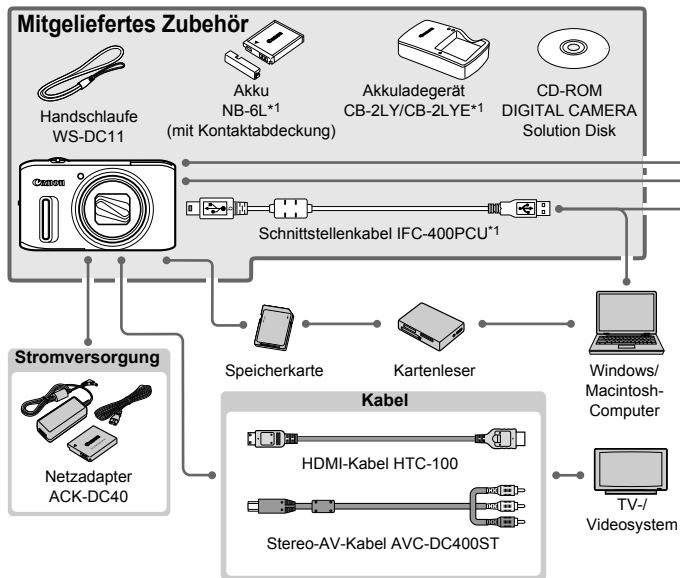 Mitgeliefertes Zubehör
Handschlaufe
WS-DC11
Akku
NB-6L*1
(mit Kontaktabdeckung)
Akkuladegerät
CB-2LY/CB-2LYE*1
CD-ROM
DIGITAL CAMERA
Solution Disk
Canon
Schnittstellenkabel IFC-400PCU*1
Speicherkarte
Kartenleser
Windows/
Macintosh-
Computer
Stromversorgung
Netzadapter
ACK-DC40
Kabel
HDMI-Kabel HTC-100
Stereo-AV-Kabel AVC-DC400ST
TV-/
Videosystem